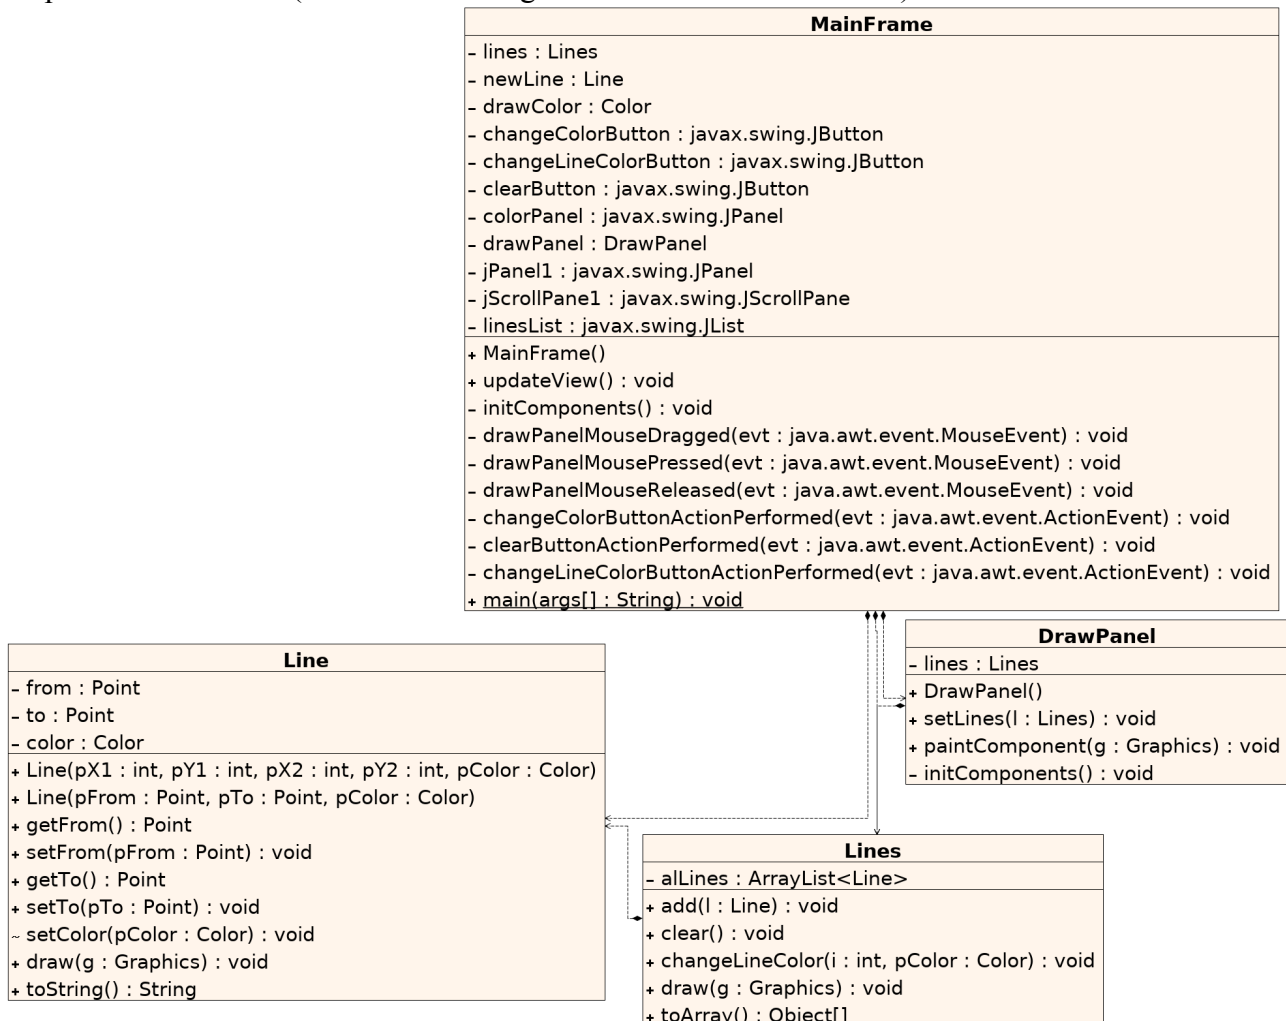 MainFrame
– lines : Lines
– newLine : Line
– drawColor : Color
– changeColorButton : javax.swing.JButton
– changeLineColorButton : javax.swing.JButton
– clearButton : javax.swing.JButton
– colorPanel : javax.swing.JPanel
– drawPanel : DrawPanel
– jPanel1 : javax.swing.JPanel
– jScrollPane1 : javax.swing.JScrollPane
– linesList : javax.swing.JList
+ MainFrame()
+ updateView() : void
– initComponents() : void
– drawPanelMouseDragged(evt : java.awt.event.MouseEvent) : void
– drawPanelMousePressed(evt : java.awt.event.MouseEvent) : void
– drawPanelMouseReleased(evt : java.awt.event.MouseEvent) : void
– changeColorButtonActionPerformed(evt : java.awt.event.ActionEvent) : void
– clearButtonActionPerformed(evt : java.awt.event.ActionEvent) : void
– changeLineColorButtonActionPerformed(evt : java.awt.event.ActionEvent) : void
+ main(args[] : String) : void
DrawPanel
– lines : Lines
+ DrawPanel()
+ setLines(l : Lines) : void
+ paintComponent(g : Graphics) : void
– initComponents() : void
Line
– from : Point
– to : Point
– color : Color
+ Line(pX1 : int, pY1 : int, pX2 : int, pY2 : int, pColor : Color)
+ Line(pFrom : Point, pTo : Point, pColor : Color)
+ getFrom() : Point
+ setFrom(pFrom : Point) : void
+ getTo() : Point
+ setTo(pTo : Point) : void
~ setColor(pColor : Color) : void
+ draw(g : Graphics) : void
+ toString() : String
Lines
– alLines : ArrayList<Line>
+ add(l : Line) : void
+ clear() : void
+ changeLineColor(i : int, pColor : Color) : void
+ draw(g : Graphics) : void
+ toArray() : Object[]